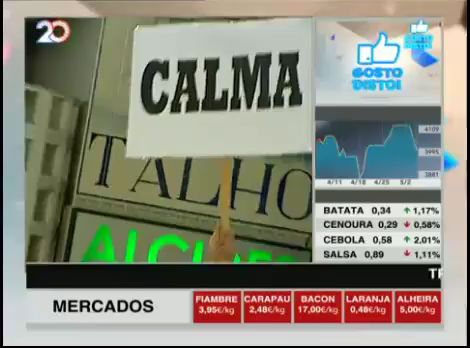 20
CALMA
TALHO
GOSTO
DISTO!
GOSTO
DISTO!
4109
3995
3881
4/11 4/18 4/25 5/2
BATATA 0,34 ↑ 1,17%
CENOURA 0,29 ↓ 0,58%
CEBOLA 0,58 ↑ 2,01%
SALSA 0,89 ↓ 1,11%
MERCADOS
FIAMBRE CARAPAU BACON LARANJA ALHEIRA
3,95€/kg 2,48€/kg 17,00€/kg 0,48€/kg 5,00€/kg